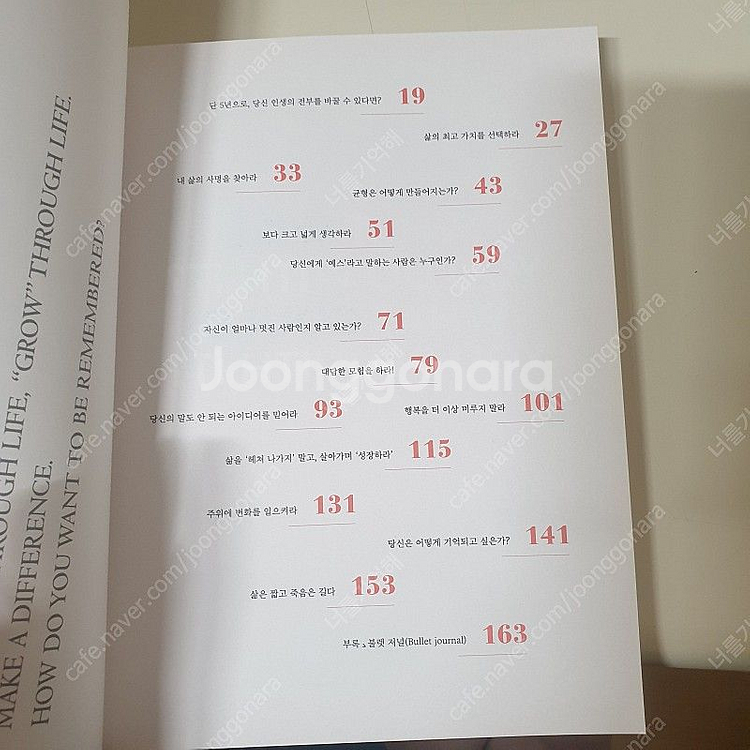 THROUGH LIFE, "GROW" THROUGH LIFE.
MAKE A DIFFERENCE.
HOW DO YOU WANT TO BE REMEMBERED?
단 5년으로, 당신 인생의 전부를 바꿀 수 있다면? 19
삶의 최고 가치를 선택하라 27
내 삶의 사명을 찾아라 33
균형은 어떻게 만들어지는가? 43
보다 크고 넓게 생각하라 51
당신에게 '예스'라고 말하는 사람은 누구인가? 59
자신이 얼마나 멋진 사람인지 알고 있는가? 71
대담한 모험을 하라! 79
당신의 말도 안 되는 아이디어를 믿어라 93
행복을 더 이상 미루지 말라 101
삶을 '헤쳐 나가지' 말고, 살아가며 '성장하라' 115
주위에 변화를 일으켜라 131
당신은 어떻게 기억되고 싶은가? 141
삶은 짧고 죽음은 길다 153
부록 불렛 저널(Bullet journal) 163
Joonggonara
cafe.naver.com/joonggonara
너를기억해